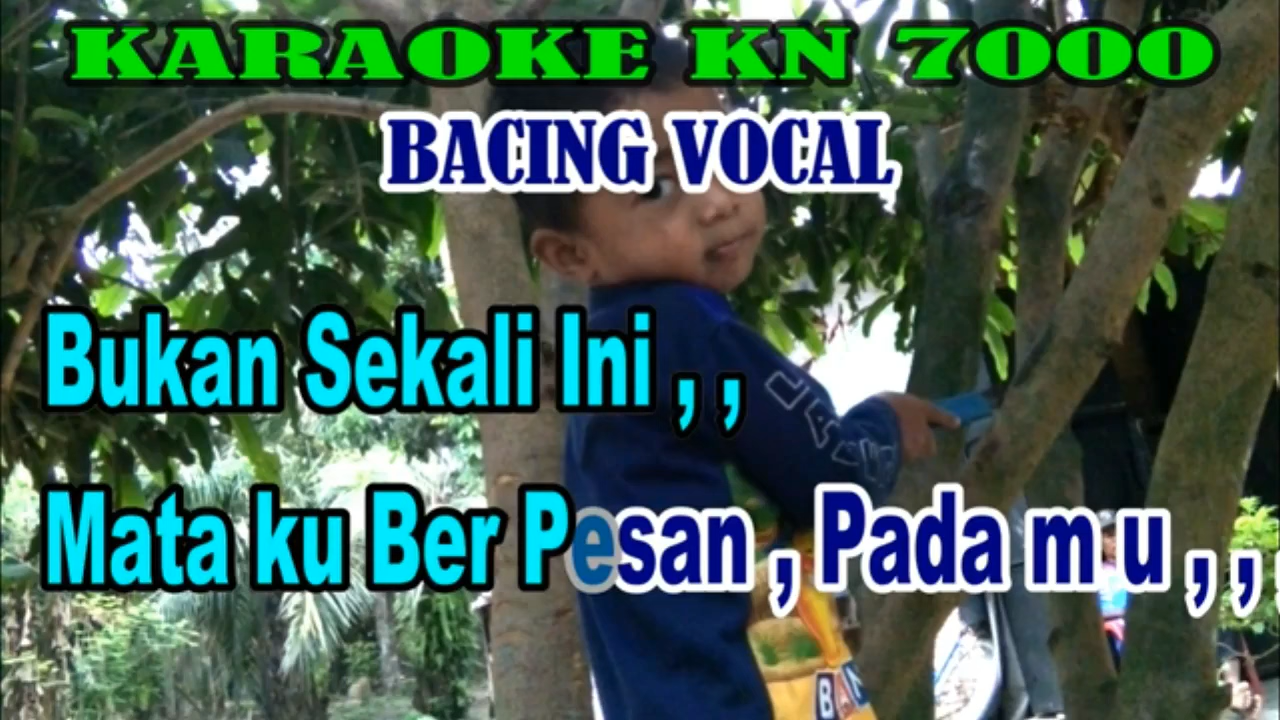 KARAOKE KN 7000
BACING VOCAL
Bukan Sekali Ini , ,
Mata ku Ber Pesan , Pada m u , ,